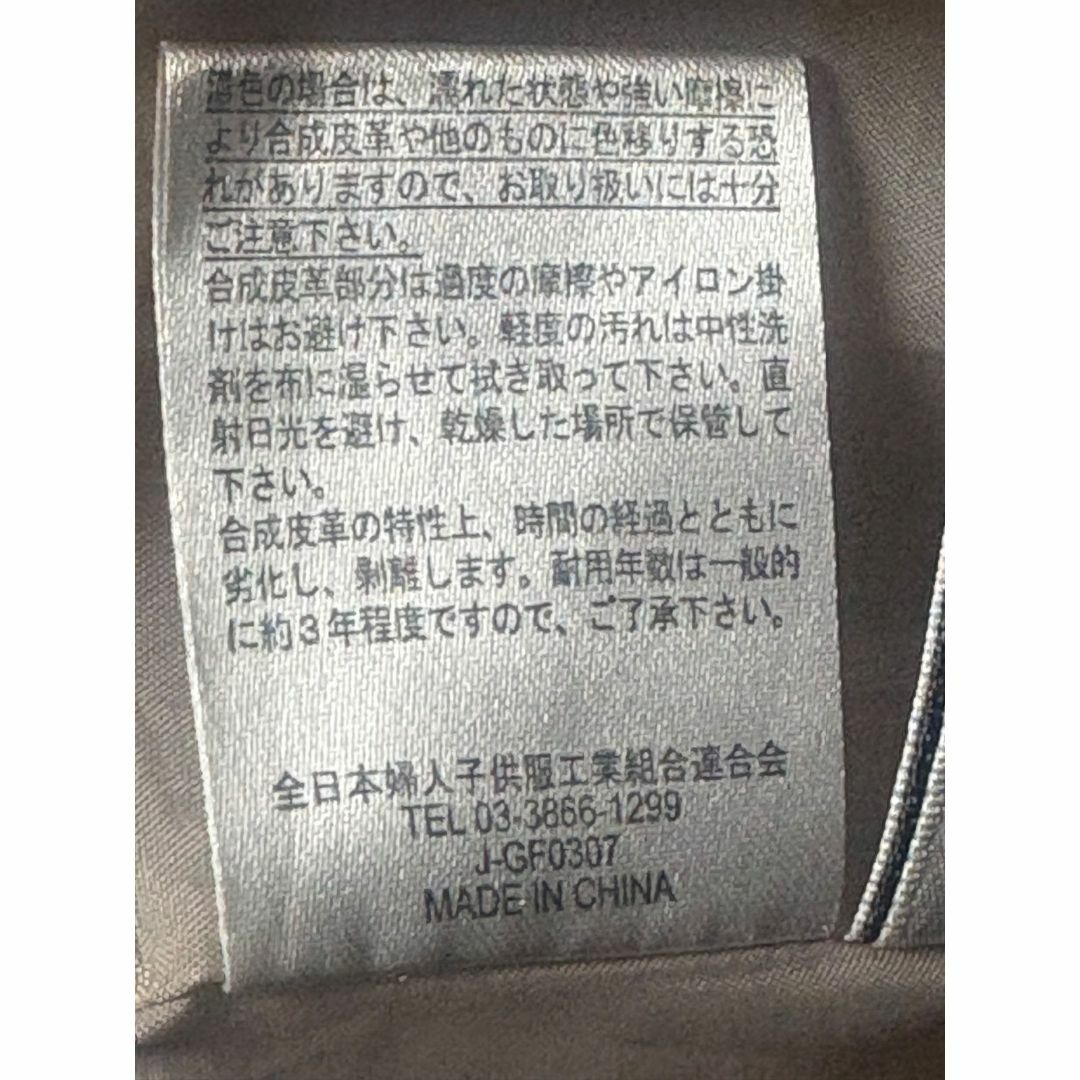 色の場合は、濡れた状態や強い摩擦に
より合成皮革や他のものに色移りする恐
れがありますので、お取り扱いには十分
ご注意下さい。
合成皮革部分は過度の摩擦やアイロン掛
けはお避け下さい。軽度の汚れは中性洗
剤を布に湿らせて拭き取って下さい。直
射日光を避け、乾燥した場所で保管して
下さい。
合成皮革の特性上、時間の経過とともに
劣化し、剥離します。耐用年数は一般的
に約3年程度ですので、ご了承下さい。
全日本婦人子供服工業組合連合会
TEL 03-3866-1299
J-GF0307
MADE IN CHINA